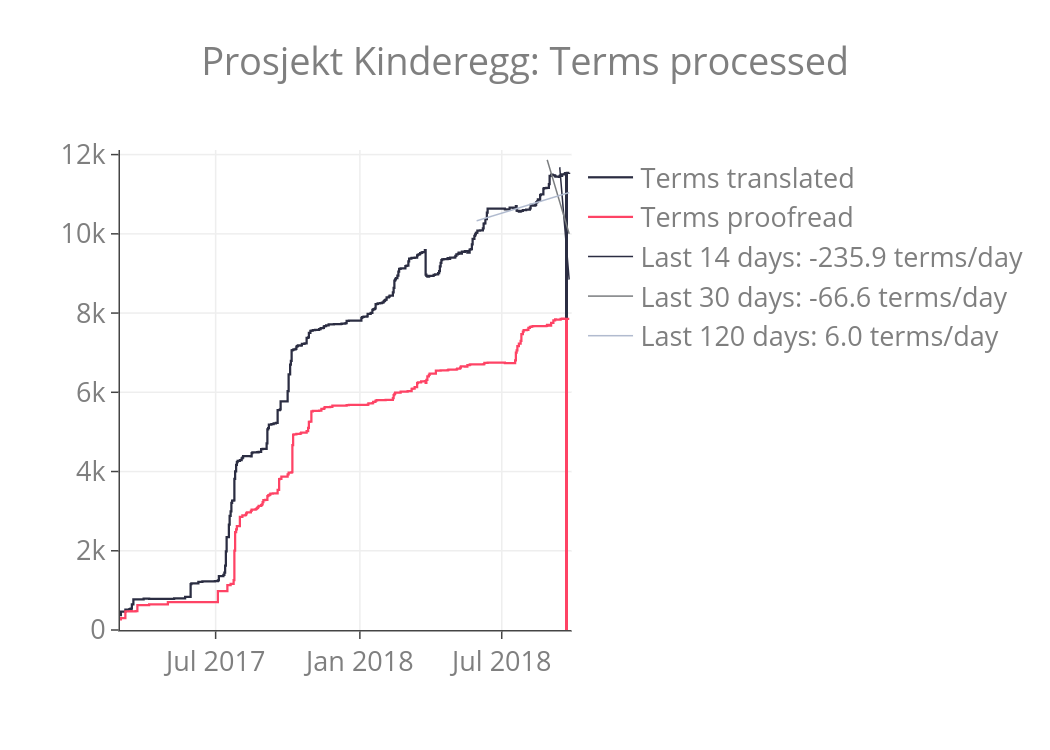 Prosjekt Kinderegg: Terms processed
12k
10k
8k
6k
4k
2k
0
Jul 2017
Jan 2018
Jul 2018
Terms translated
Terms proofread
Last 14 days: -235.9 terms/day
Last 30 days: -66.6 terms/day
Last 120 days: 6.0 terms/day